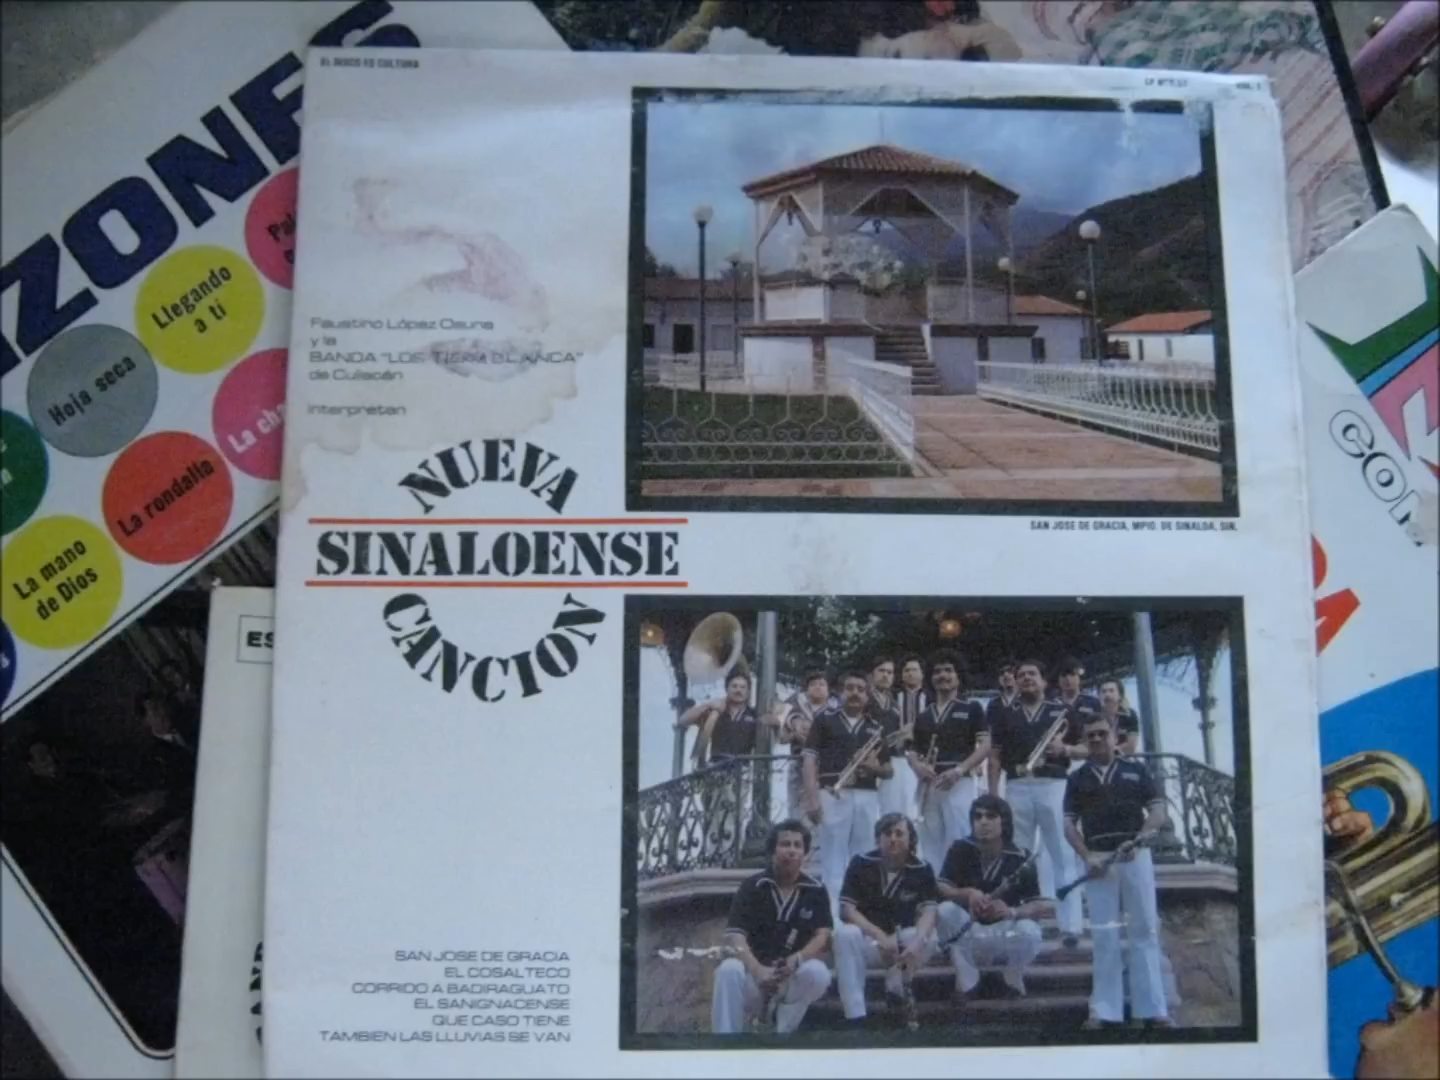 EL DISCO ES CULTURA
Faustino López Osuna
y la
BANDA "LOS TIERRA BLANCA"
de Culiacán
interpretan
NUEVA
SINALOENSE
CANCION
SAN JOSE DE GRACIA, MPIO. DE SINALOA, SIN.
SAN JOSE DE GRACIA
EL COSALTECO
CORRIDO A BADIRAGUATO
EL SANIGNACENSE
QUE CASO TIENE
TAMBIEN LAS LLUVIAS SE VAN
Llegando
a ti
Hoja seca
La rondalla
La mano
de Dios
ES